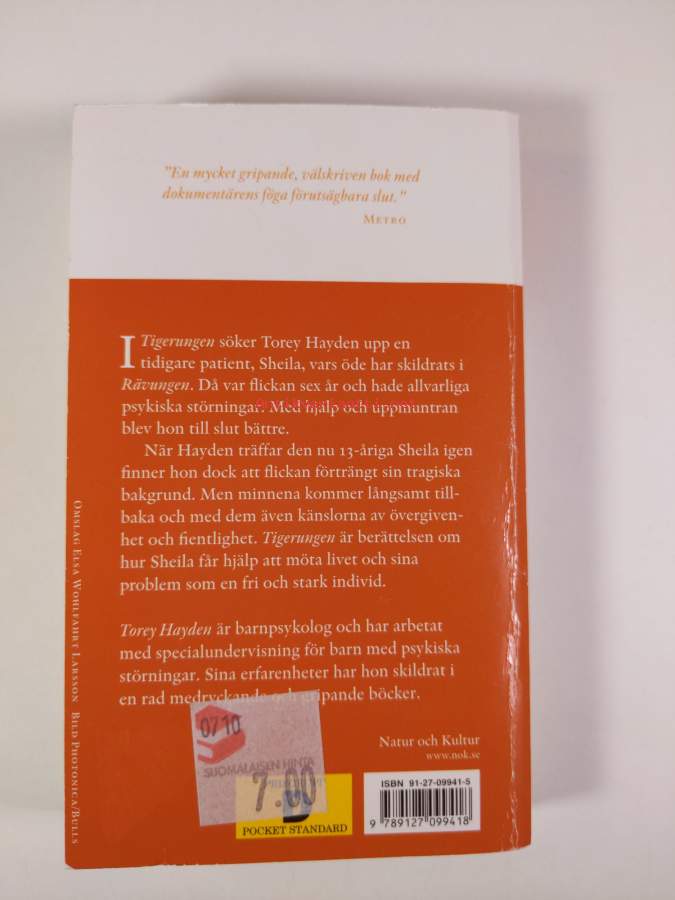 "En mycket gripande, välskriven bok med
dokumentärens föga förutsägbara slut."
METRO
I Tigerungen söker Torey Hayden upp en
tidigare patient, Sheila, vars öde har skildrats i
Rävungen. Då var flickan sex år och hade allvarliga
psykiska störningar. Med hjälp och uppmuntran
blev hon till slut bättre.
När Hayden träffar den nu 13-åriga Sheila igen
finner hon dock att flickan förträngt sin tragiska
bakgrund. Men minnena kommer långsamt till-
baka och med dem även känslorna av övergiven-
het och fientlighet. Tigerungen är berättelsen om
hur Sheila får hjälp att möta livet och sina
problem som en fri och stark individ.
Torey Hayden är barnpsykolog och har arbetat
med specialundervisning för barn med psykiska
störningar. Sina erfarenheter har hon skildrat i
en rad medryckande och gripande böcker.
Natur och Kultur
www.nok.se
ISBN 91-27-09941-5
9 789127 099418
0710
SUOMALAISEN HINTA
7.00
POCKET STANDARD
OMSLAG ELSA WOHLFAHRT LARSSON BILD PHOTONICA/BULLS